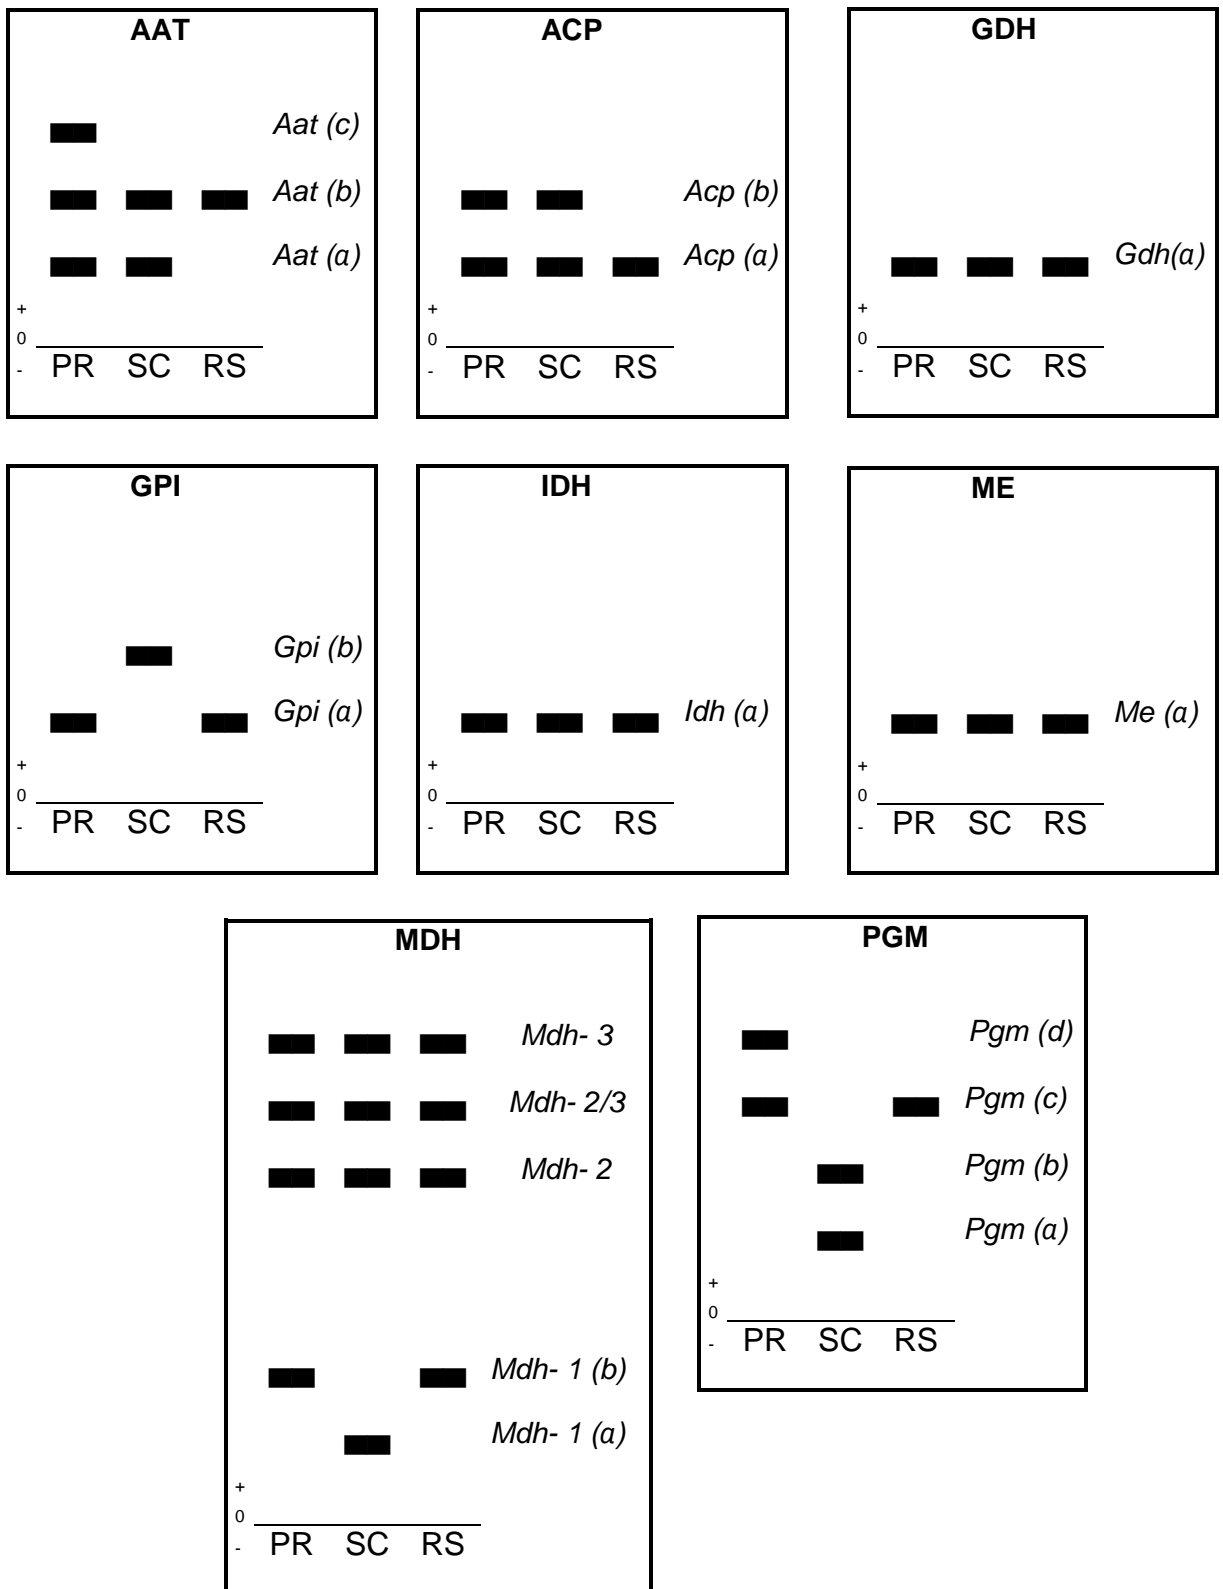 AAT
Aat (c)
Aat (b)
Aat (a)
+
0
-
PR SC RS
ACP
Acp (b)
Acp (a)
+
0
-
PR SC RS
GDH
Gdh(a)
+
0
-
PR SC RS
GPI
Gpi (b)
Gpi (a)
+
0
-
PR SC RS
IDH
Idh (a)
+
0
-
PR SC RS
ME
Me (a)
+
0
-
PR SC RS
MDH
Mdh- 3
Mdh- 2/3
Mdh- 2
Mdh- 1 (b)
Mdh- 1 (a)
+
0
-
PR SC RS
PGM
Pgm (d)
Pgm (c)
Pgm (b)
Pgm (a)
+
0
-
PR SC RS